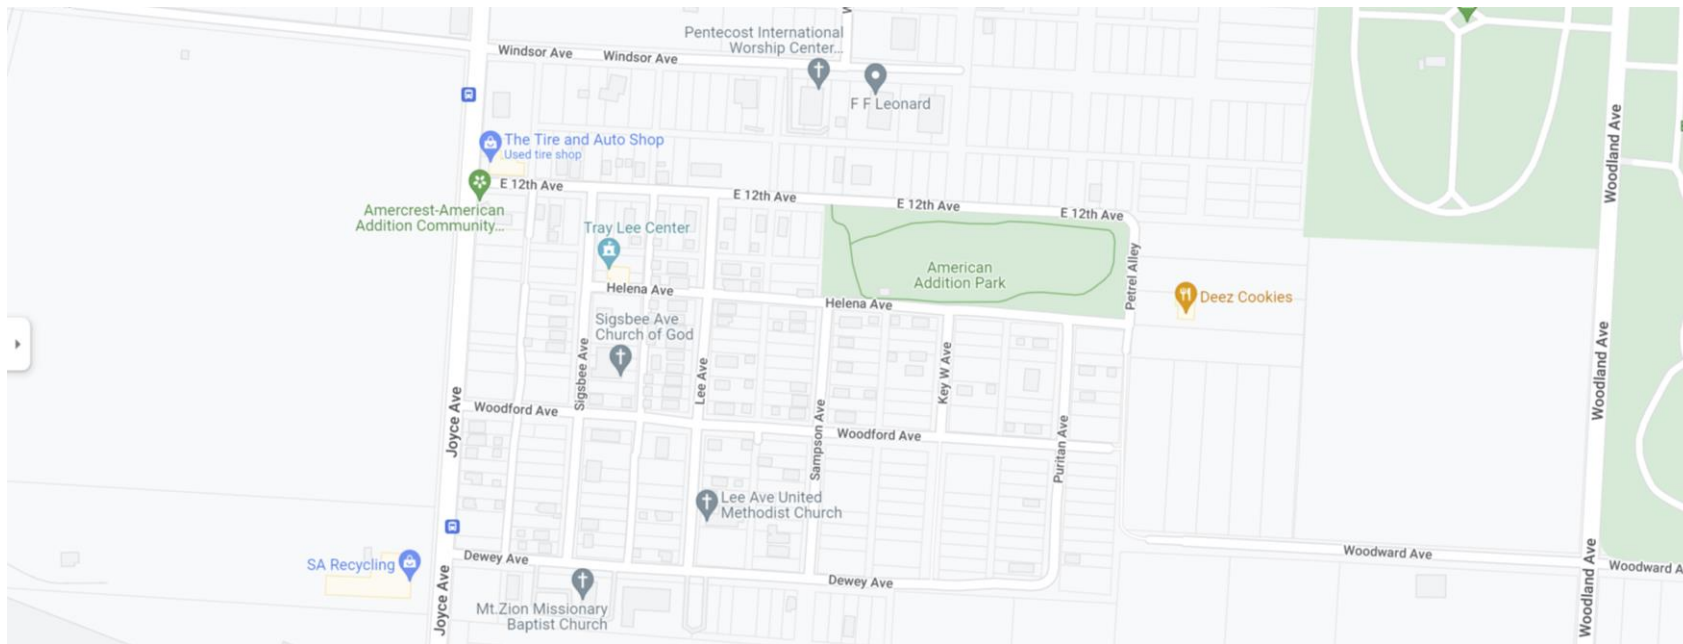 Pentecost International
Worship Center...
Windsor Ave
Windsor Ave
F F Leonard
The Tire and Auto Shop
Used tire shop
Woodland Ave
E 12th Ave
E 12th Ave
E 12th Ave
E 12th Ave
Amercrest-American
Addition Community...
Tray Lee Center
American
Addition Park
Petrel Alley
Deez Cookies
Helena Ave
Helena Ave
Sigsbee Ave
Church of God
Sigsbee Ave
Lee Ave
Key W Ave
Woodland Ave
Joyce Ave
Woodford Ave
Woodford Ave
Sampson Ave
Puritan Ave
Lee Ave United
Methodist Church
SA Recycling
Dewey Ave
Dewey Ave
Woodward Ave
Woodward A
Woodland Ave
Joyce Ave
Mt.Zion Missionary
Baptist Church